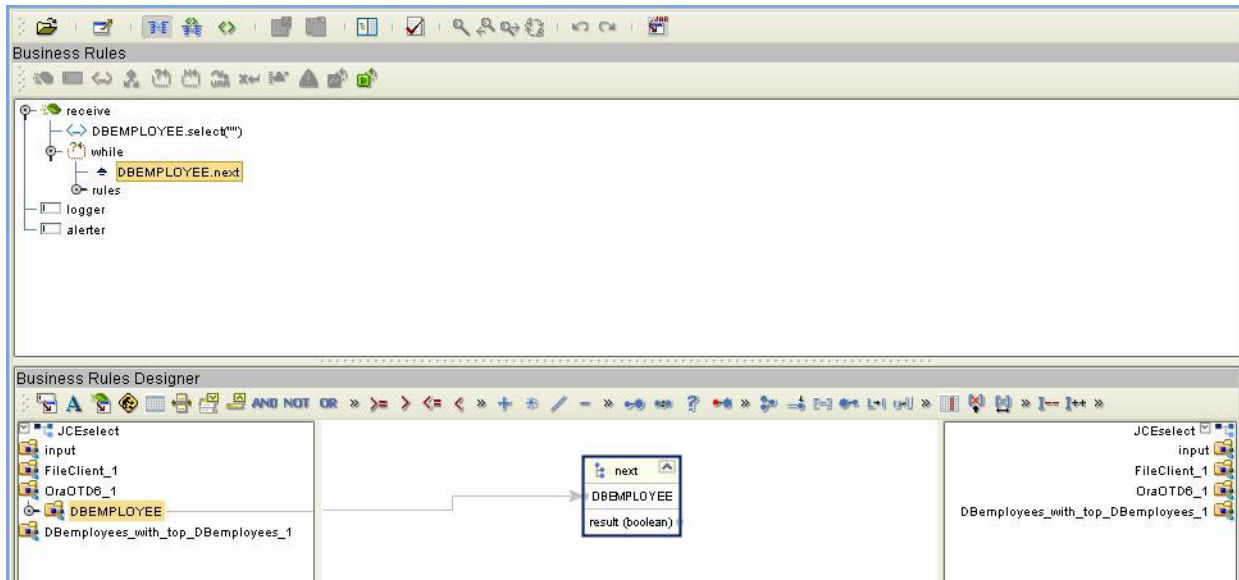 JAR
Business Rules
receive
DBEMPLOYEE.select("")
while
DBEMPLOYEE.next
rules
logger
alerter
Business Rules Designer
A AND NOT OR » >= > <= < » + * / - » ? » » » I-- I++ »
JCEselect
input
FileClient_1
OraOTD6_1
DBEMPLOYEE
DBemployees_with_top_DBemployees_1
next
DBEMPLOYEE
result (boolean)
JCEselect
input
FileClient_1
OraOTD6_1
DBemployees_with_top_DBemployees_1